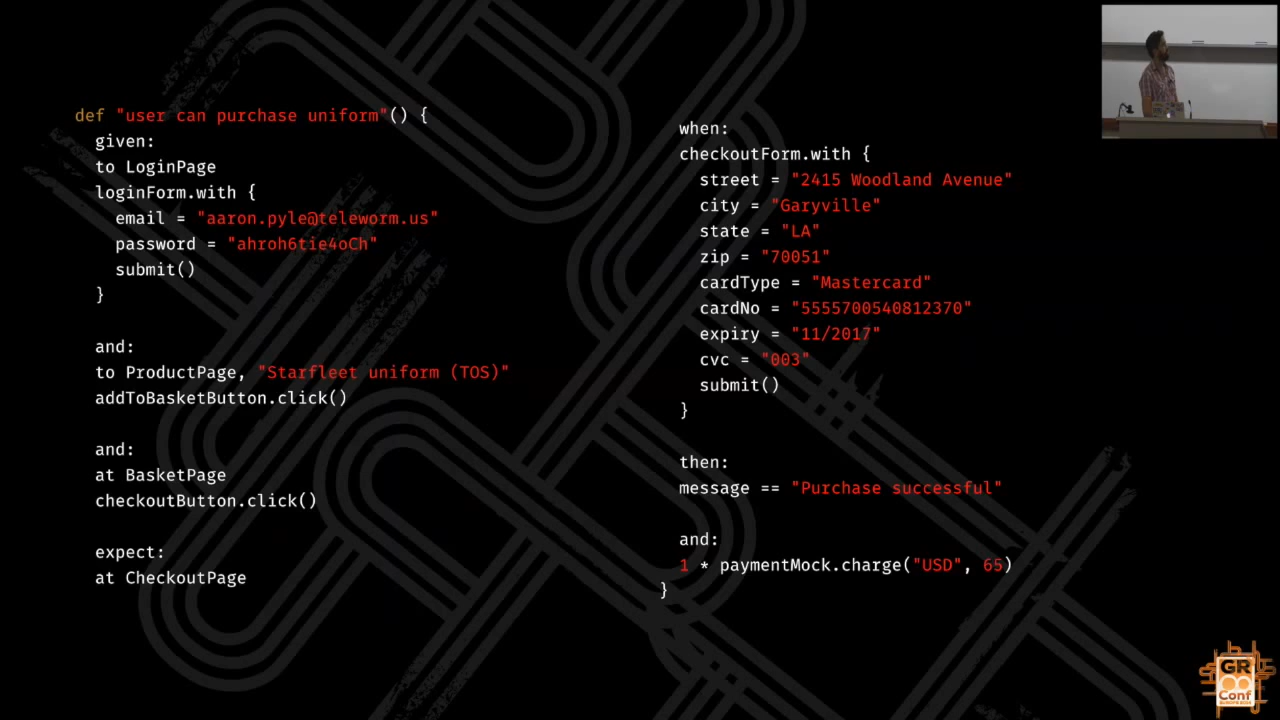 def "user can purchase uniform"() {
given:
to LoginPage
loginForm.with {
email = "aaron.pyle@teleworm.us"
password = "ahroh6tie4oCh"
submit()
}
and:
to ProductPage, "Starfleet uniform (TOS)"
addToBasketButton.click()
and:
at BasketPage
checkoutButton.click()
expect:
at CheckoutPage
when:
checkoutForm.with {
street = "2415 Woodland Avenue"
city = "Garyville"
state = "LA"
zip = "70051"
cardType = "Mastercard"
cardNo = "5555700540812370"
expiry = "11/2017"
cvc = "003"
submit()
}
then:
message == "Purchase successful"
and:
1 * paymentMock.charge("USD", 65)
}
GR
Conf